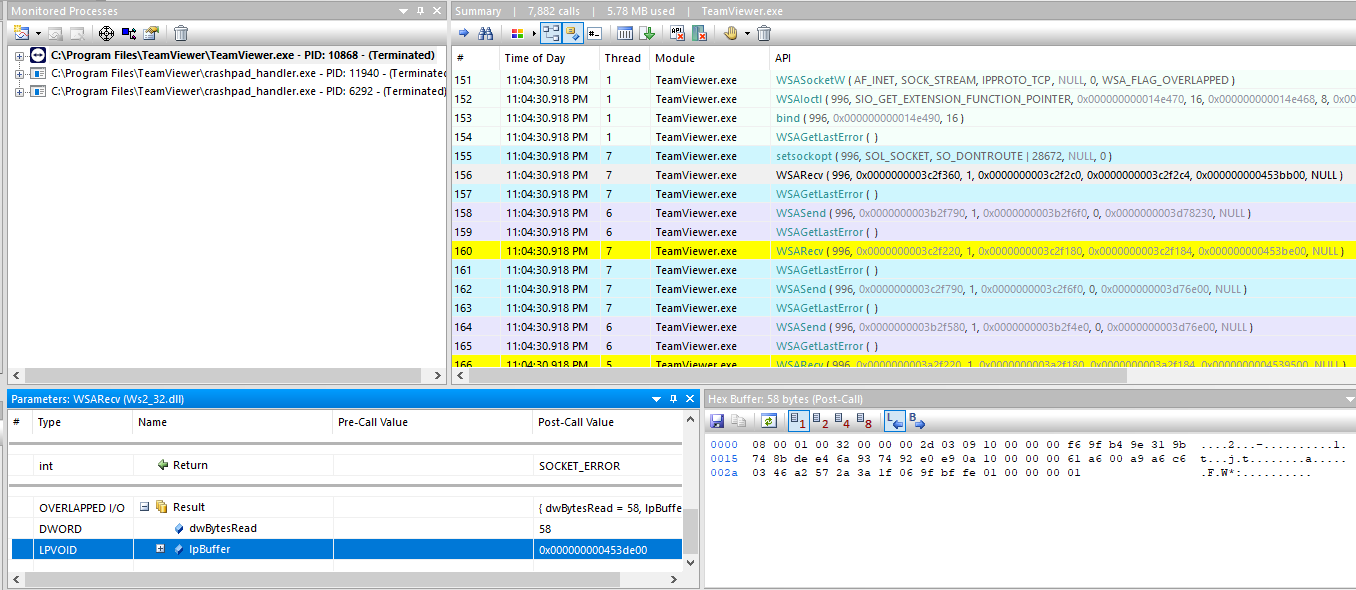 Monitored Processes
C:\Program Files\TeamViewer\TeamViewer.exe - PID: 10868 - (Terminated)
C:\Program Files\TeamViewer\crashpad_handler.exe - PID: 11940 - (Terminated
C:\Program Files\TeamViewer\crashpad_handler.exe - PID: 6292 - (Terminated)
Summary | 7,882 calls | 5.78 MB used | TeamViewer.exe
# Time of Day Thread Module API
151 11:04:30.918 PM 1 TeamViewer.exe WSASocketW ( AF_INET, SOCK_STREAM, IPPROTO_TCP, NULL, 0, WSA_FLAG_OVERLAPPED )
152 11:04:30.918 PM 1 TeamViewer.exe WSAIoctl ( 996, SIO_GET_EXTENSION_FUNCTION_POINTER, 0x000000000014e470, 16, 0x000000000014e468, 8, 0x00
153 11:04:30.918 PM 1 TeamViewer.exe bind ( 996, 0x000000000014e490, 16 )
154 11:04:30.918 PM 1 TeamViewer.exe WSAGetLastError ( )
155 11:04:30.918 PM 7 TeamViewer.exe setsockopt ( 996, SOL_SOCKET, SO_DONTROUTE | 28672, NULL, 0 )
156 11:04:30.918 PM 7 TeamViewer.exe WSARecv ( 996, 0x0000000003c2f360, 1, 0x0000000003c2f2c0, 0x0000000003c2f2c4, 0x000000000453bb00, NULL )
157 11:04:30.918 PM 7 TeamViewer.exe WSAGetLastError ( )
158 11:04:30.918 PM 6 TeamViewer.exe WSASend ( 996, 0x0000000003b2f790, 1, 0x0000000003b2f6f0, 0, 0x0000000003d78230, NULL )
159 11:04:30.918 PM 6 TeamViewer.exe WSAGetLastError ( )
160 11:04:30.918 PM 7 TeamViewer.exe WSARecv ( 996, 0x0000000003c2f220, 1, 0x0000000003c2f180, 0x0000000003c2f184, 0x000000000453be00, NULL )
161 11:04:30.918 PM 7 TeamViewer.exe WSAGetLastError ( )
162 11:04:30.918 PM 7 TeamViewer.exe WSASend ( 996, 0x0000000003c2f790, 1, 0x0000000003c2f6f0, 0, 0x0000000003d76e00, NULL )
163 11:04:30.918 PM 7 TeamViewer.exe WSAGetLastError ( )
164 11:04:30.918 PM 6 TeamViewer.exe WSASend ( 996, 0x0000000003b2f580, 1, 0x0000000003b2f4e0, 0, 0x0000000003d76e00, NULL )
165 11:04:30.918 PM 6 TeamViewer.exe WSAGetLastError ( )
166 11:04:30.918 PM 5 TeamViewer.exe WSARecv ( 996, 0x0000000003a2f220, 1, 0x0000000003a2f180, 0x0000000003a2f184, 0x0000000004539500, NULL )
Parameters: WSARecv (Ws2_32.dll)
# Type Name Pre-Call Value Post-Call Value
int Return SOCKET_ERROR
OVERLAPPED I/O Result { dwBytesRead = 58, lpBuffe
DWORD dwBytesRead 58
LPVOID lpBuffer 0x000000000453de00
Hex Buffer: 58 bytes (Post-Call)
1 2 4 8 L B
0000 08 00 01 00 32 00 00 00 2d 03 09 10 00 00 00 f6 9f b4 9e 31 9b ....2...-..........1.
0015 74 8b de e4 6a 93 74 92 e0 e9 0a 10 00 00 00 61 a6 00 a9 a6 c6 t...j.t........a.....
002a 03 46 a2 57 2a 3a 1f 06 9f bf fe 01 00 00 00 01 .F.W*:..........